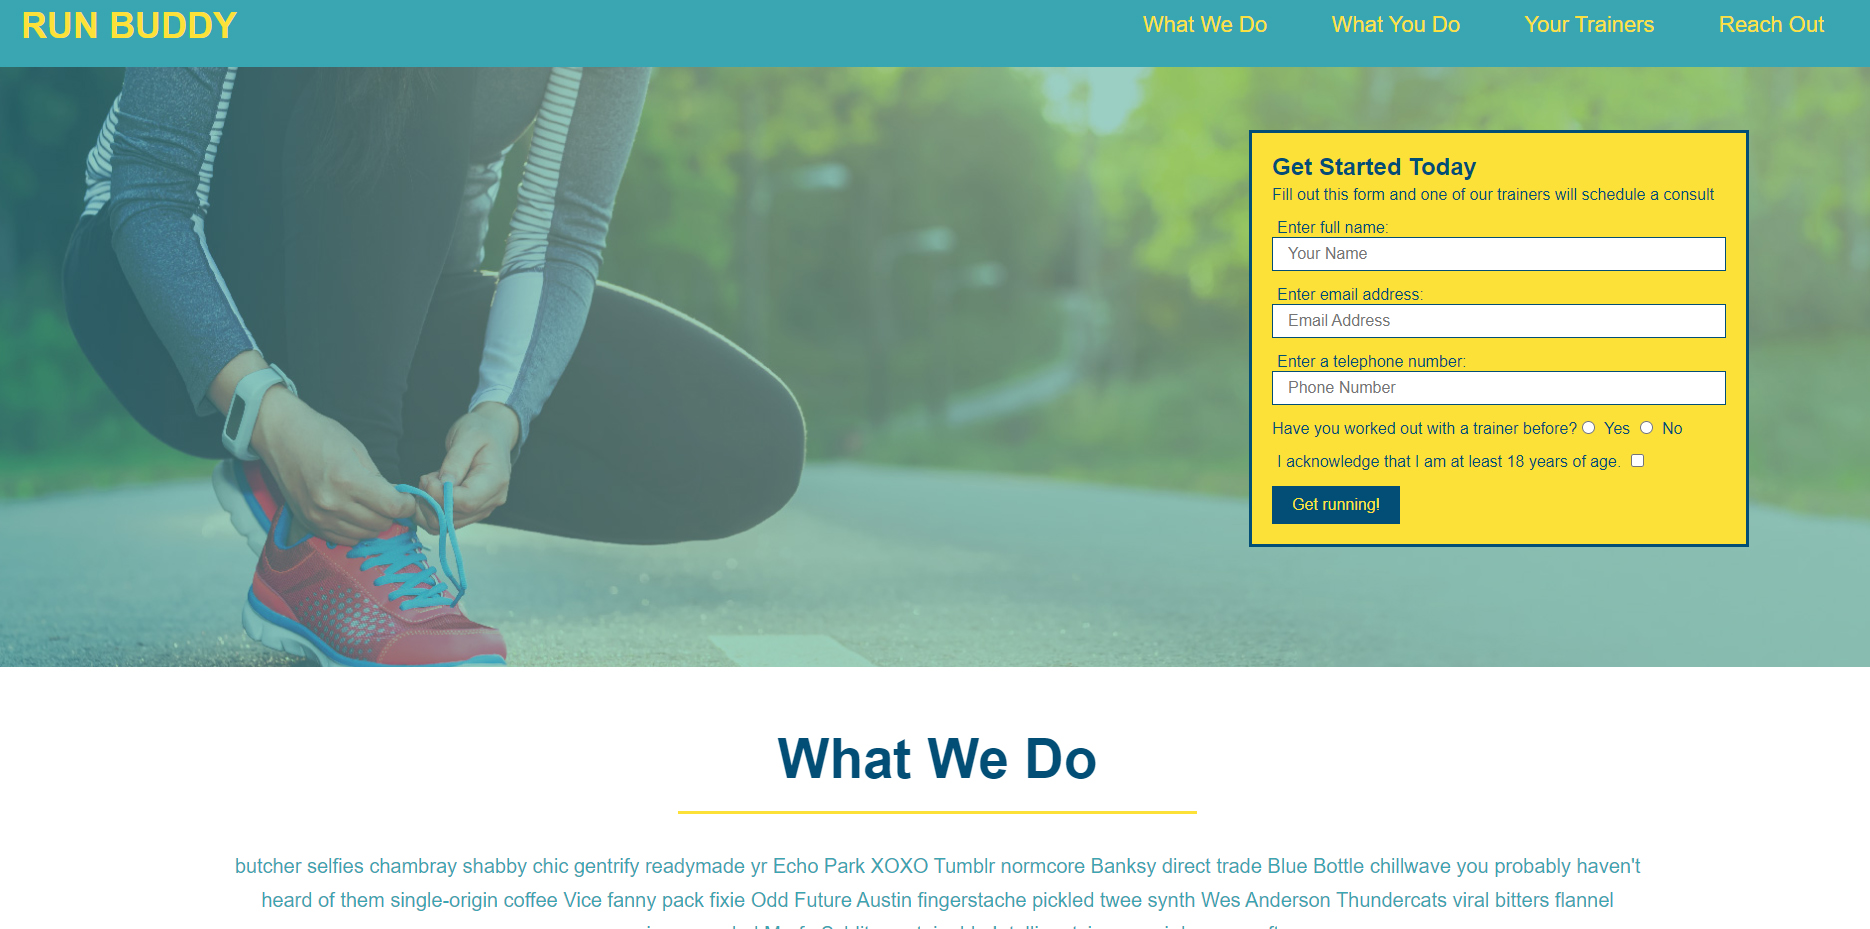 RUN BUDDY
What We Do What You Do Your Trainers Reach Out
Get Started Today
Fill out this form and one of our trainers will schedule a consult
Enter full name:
Your Name
Enter email address:
Email Address
Enter a telephone number:
Phone Number
Have you worked out with a trainer before? Yes No
I acknowledge that I am at least 18 years of age.
Get running!
What We Do
butcher selfies chambray shabby chic gentrify readymade yr Echo Park XOXO Tumblr normcore Banksy direct trade Blue Bottle chillwave you probably haven't
heard of them single-origin coffee Vice fanny pack fixie Odd Future Austin fingerstache pickled twee synth Wes Anderson Thundercats viral bitters flannel